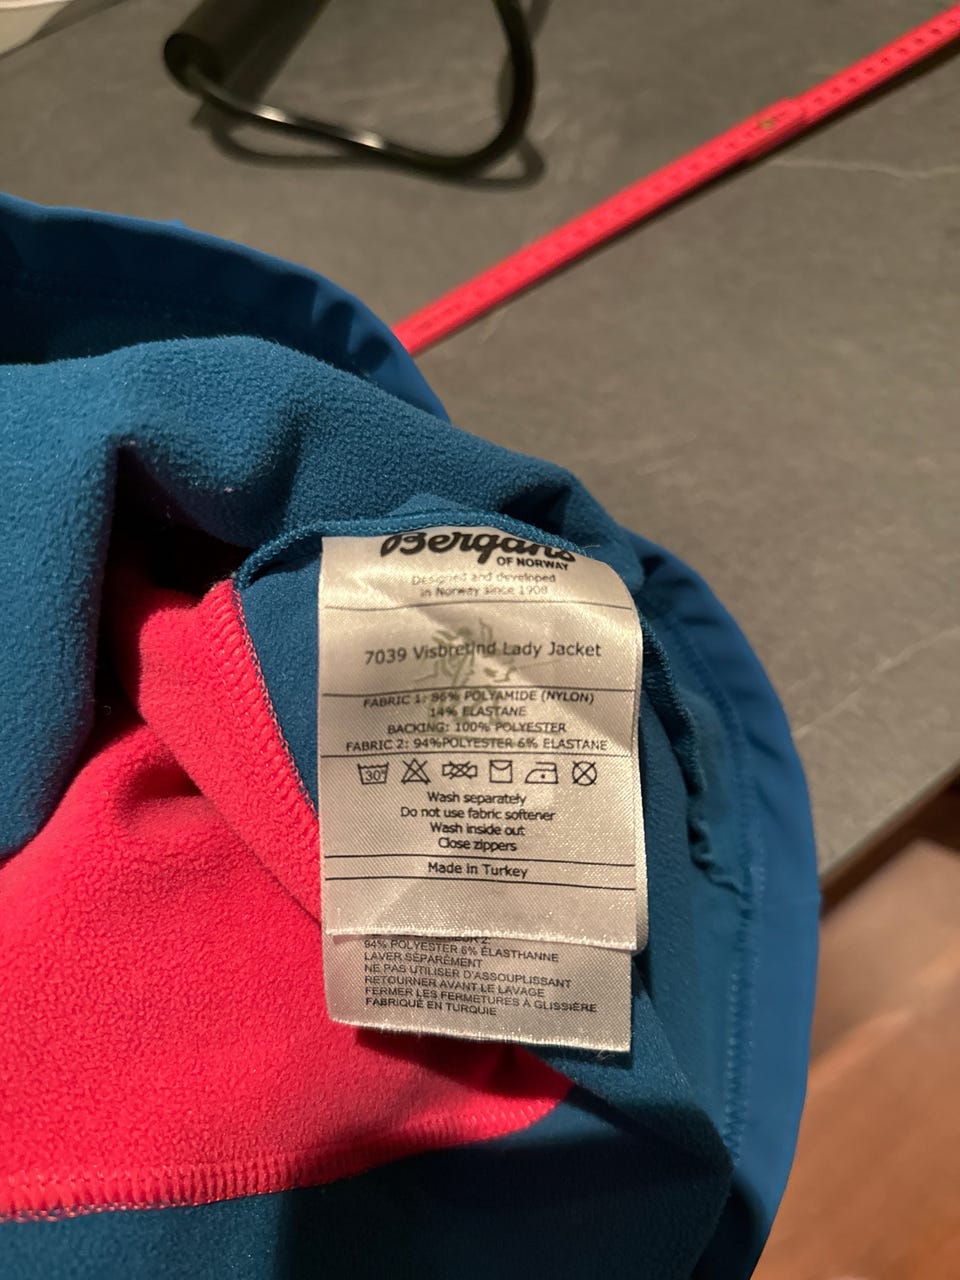 Bergans
OF NORWAY
Designed and developed
in Norway since 1908
7039 Visbretind Lady Jacket
FABRIC 1: 86% POLYAMIDE (NYLON)
14% ELASTANE
BACKING: 100% POLYESTER
FABRIC 2: 94%POLYESTER 6% ELASTANE
30°
Wash separately
Do not use fabric softener
Wash inside out
Close zippers
Made in Turkey
2:
94% POLYESTER 6% ÉLASTHANNE
LAVER SÉPARÉMENT
NE PAS UTILISER D'ASSOUPLISSANT
RETOURNER AVANT LE LAVAGE
FERMER LES FERMETURES À GLISSIÈRE
FABRIQUÉ EN TURQUIE